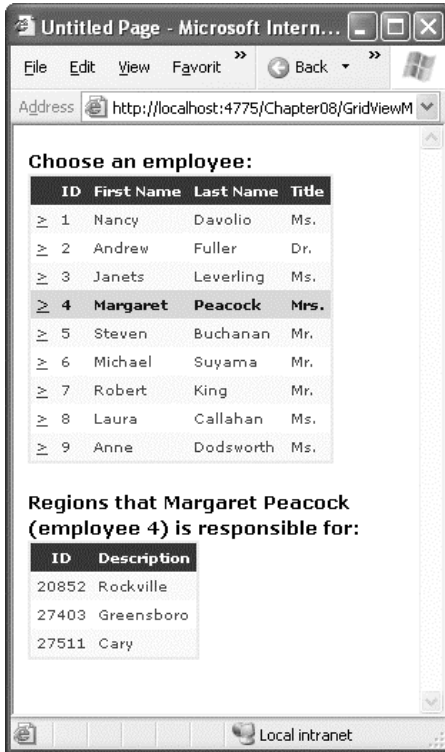 Untitled Page - Microsoft Intern...
File Edit View Favorit » Back »
Address http://localhost:4775/Chapter08/GridViewM
Choose an employee:
ID First Name Last Name Title
> 1 Nancy Davolio Ms.
> 2 Andrew Fuller Dr.
> 3 Janets Leverling Ms.
> 4 Margaret Peacock Mrs.
> 5 Steven Buchanan Mr.
> 6 Michael Suyama Mr.
> 7 Robert King Mr.
> 8 Laura Callahan Ms.
> 9 Anne Dodsworth Ms.
Regions that Margaret Peacock
(employee 4) is responsible for:
ID Description
20852 Rockville
27403 Greensboro
27511 Cary
Local intranet